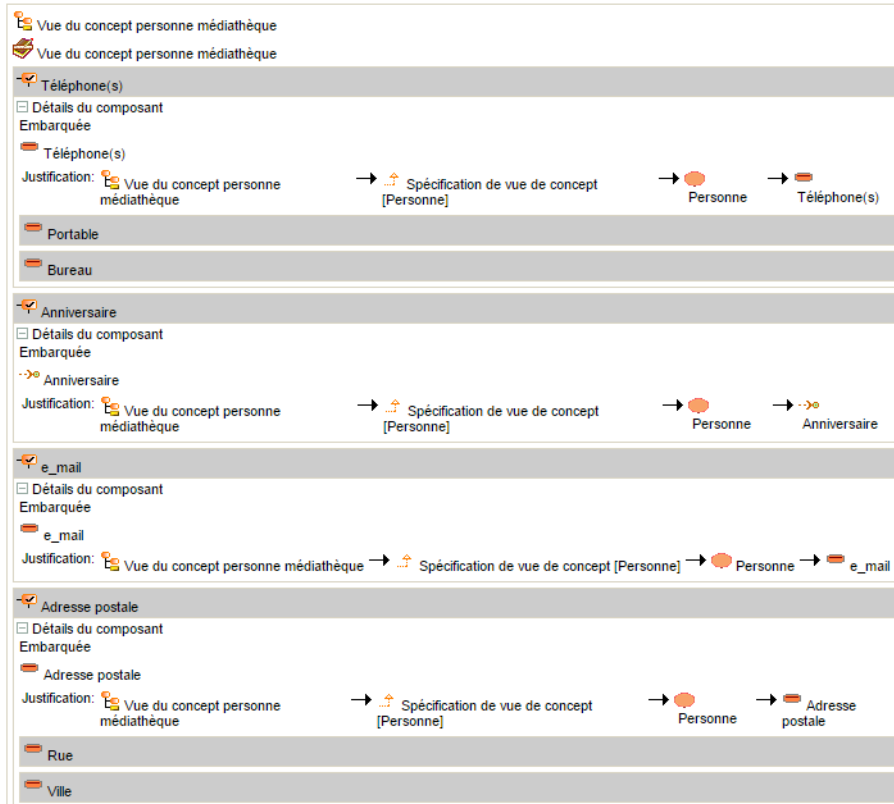 Vue du concept personne médiathèque
Vue du concept personne médiathèque
Téléphone(s)
Détails du composant
Embarquée
Téléphone(s)
Justification: Vue du concept personne médiathèque Spécification de vue de concept [Personne] Personne Téléphone(s)
Portable
Bureau
Anniversaire
Détails du composant
Embarquée
Anniversaire
Justification: Vue du concept personne médiathèque Spécification de vue de concept [Personne] Personne Anniversaire
e_mail
Détails du composant
Embarquée
e_mail
Justification: Vue du concept personne médiathèque Spécification de vue de concept [Personne] Personne e_mail
Adresse postale
Détails du composant
Embarquée
Adresse postale
Justification: Vue du concept personne médiathèque Spécification de vue de concept [Personne] Personne Adresse postale
Rue
Ville